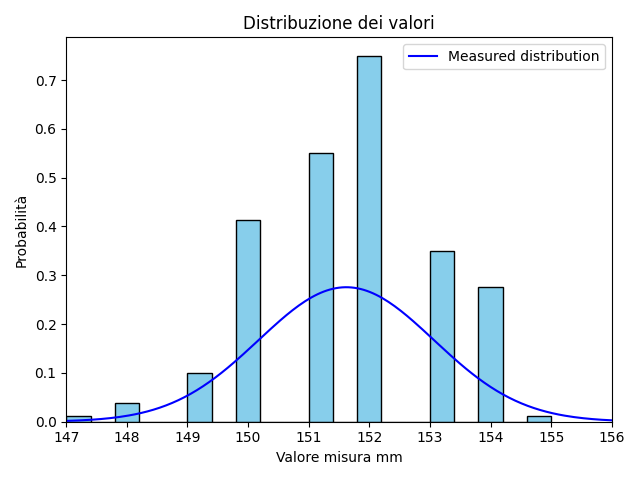 Distribuzione dei valori
Measured distribution
Probabilità
0.7
0.6
0.5
0.4
0.3
0.2
0.1
0.0
147 148 149 150 151 152 153 154 155 156
Valore misura mm